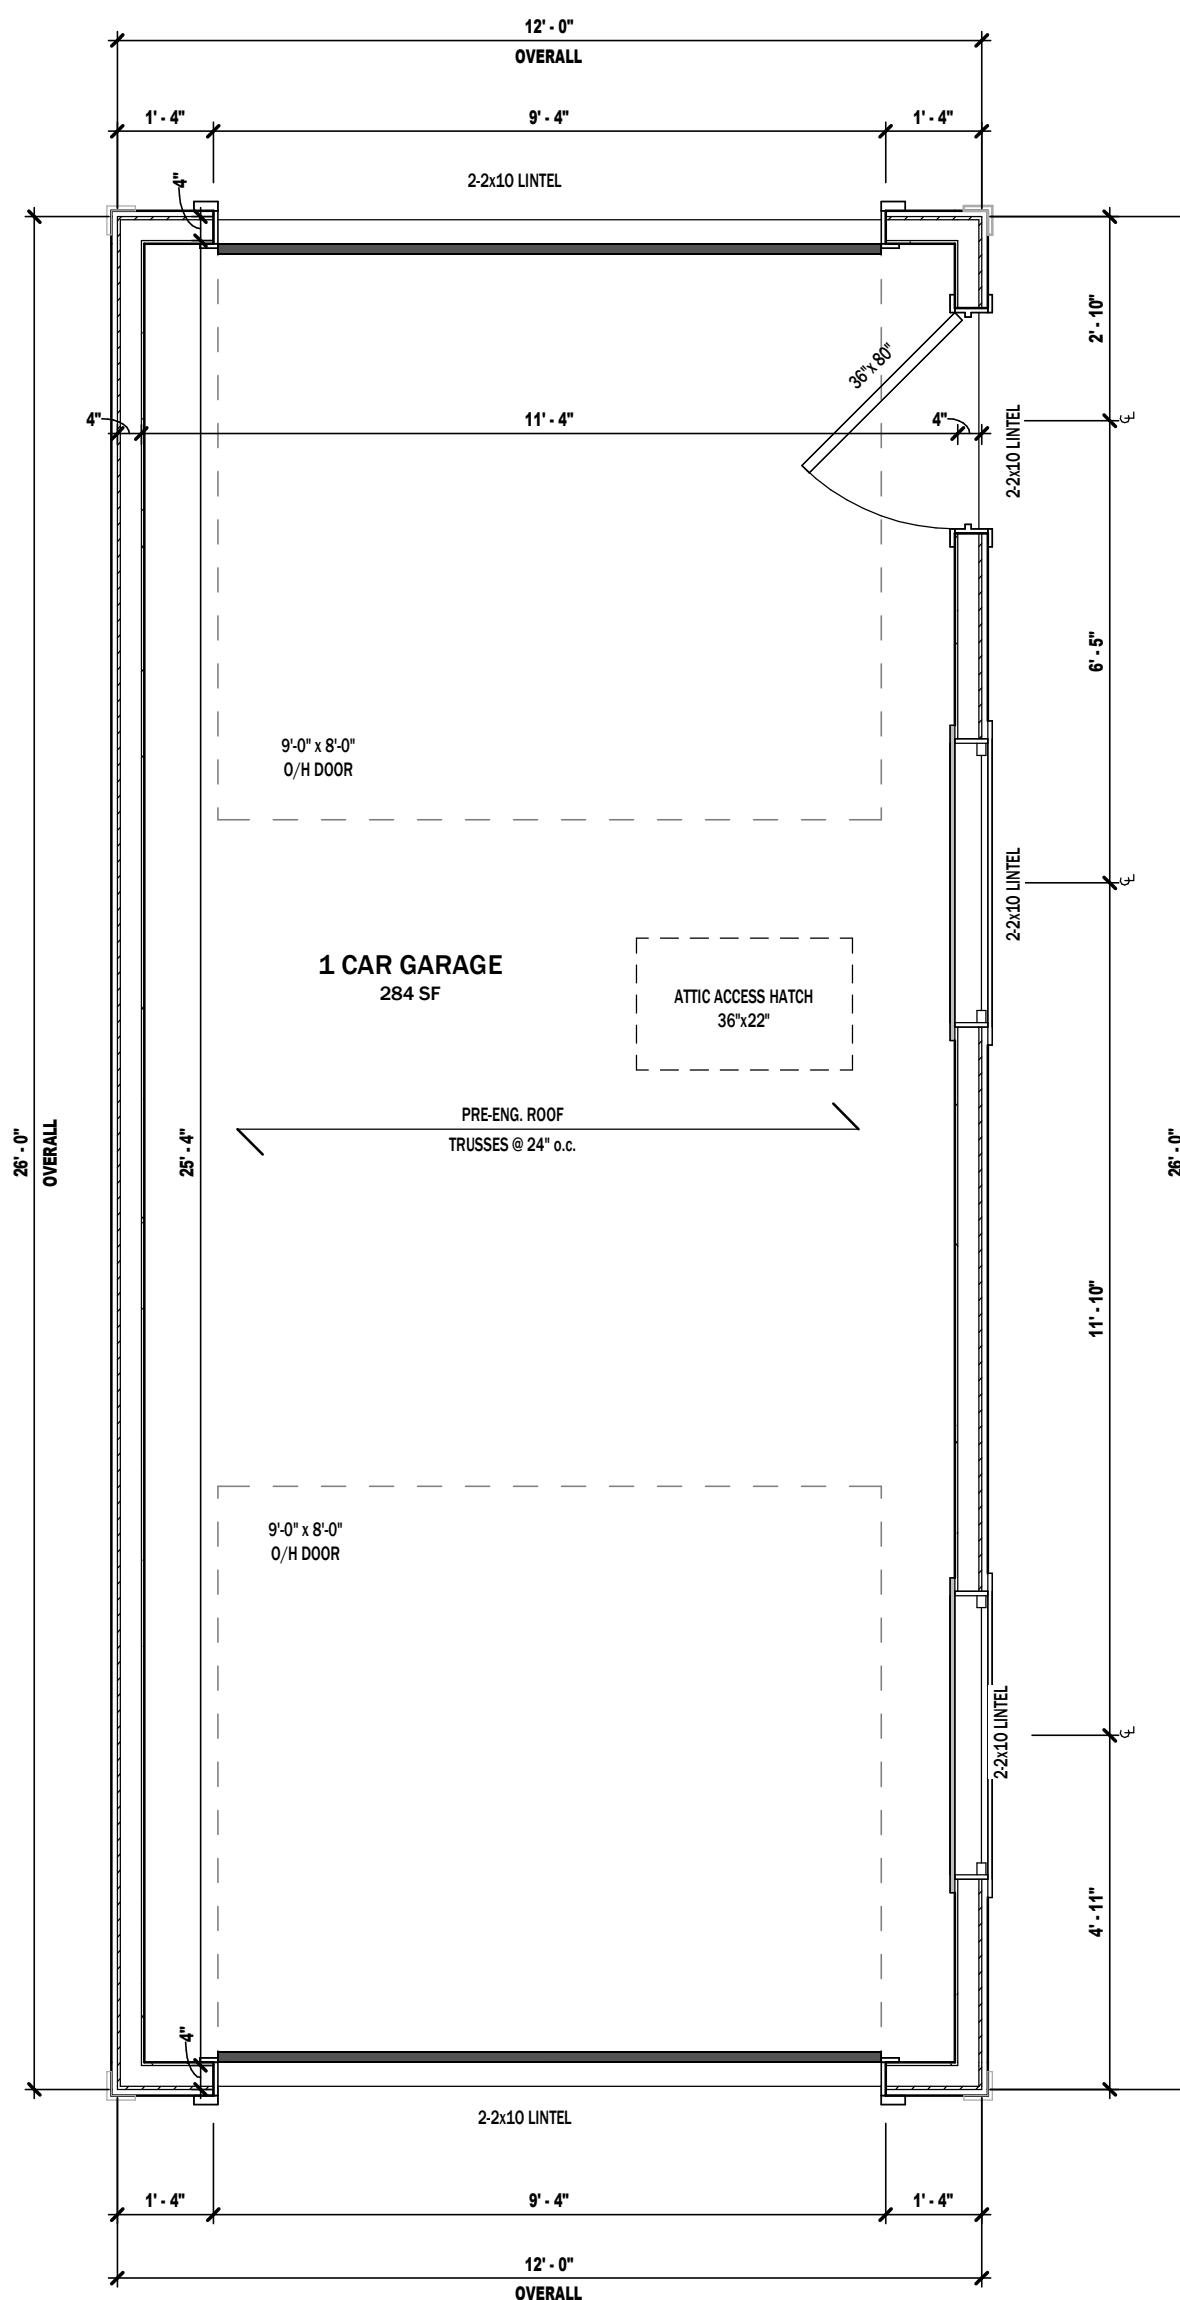 12' - 0"
OVERALL
1' - 4"
9' - 4"
1' - 4"
4"
2-2x10 LINTEL
2' - 10"
36"x 80"
4"
11' - 4"
4"
2-2x10 LINTEL
℄
6' - 5"
9'-0" x 8'-0"
O/H DOOR
2-2x10 LINTEL
℄
1 CAR GARAGE
284 SF
ATTIC ACCESS HATCH
36"x22"
PRE-ENG. ROOF
TRUSSES @ 24" o.c.
26' - 0"
OVERALL
25' - 4"
26' - 0"
11' - 10"
9'-0" x 8'-0"
O/H DOOR
2-2x10 LINTEL
℄
4' - 11"
4"
2-2x10 LINTEL
1' - 4"
9' - 4"
1' - 4"
12' - 0"
OVERALL